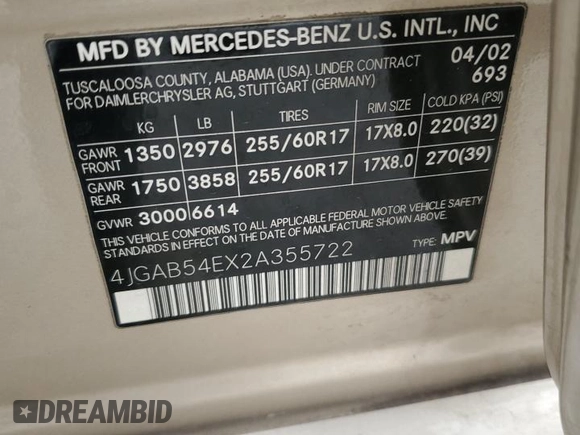 MFD BY MERCEDES-BENZ U.S. INTL., INC
TUSCALOOSA COUNTY, ALABAMA (USA). UNDER CONTRACT 04/02
FOR DAIMLERCHRYSLER AG, STUTTGART (GERMANY) 693
KG LB TIRES RIM SIZE COLD KPA (PSI)
GAWR FRONT 1350 2976 255/60R17 17X8.0 220(32)
GAWR REAR 1750 3858 255/60R17 17X8.0 270(39)
GVWR 3000 6614
THIS VEHICLE CONFORMS TO ALL APPLICABLE FEDERAL MOTOR VEHICLE SAFETY
STANDARDS IN EFFECT ON THE DATE OF MANUFACTURE SHOWN ABOVE
4JGAB54EX2A355722 TYPE: MPV
DREAMBID